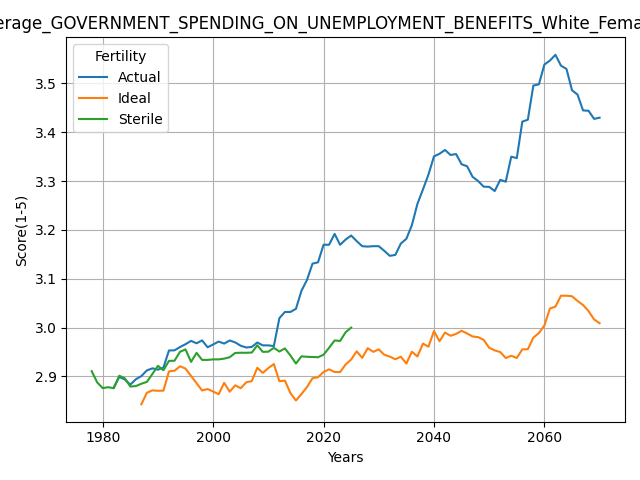 erage_GOVERNMENT_SPENDING_ON_UNEMPLOYMENT_BENEFITS_White_Fema
Fertility
Actual
Ideal
Sterile
Score(1-5)
3.5
3.4
3.3
3.2
3.1
3.0
2.9
1980 2000 2020 2040 2060
Years